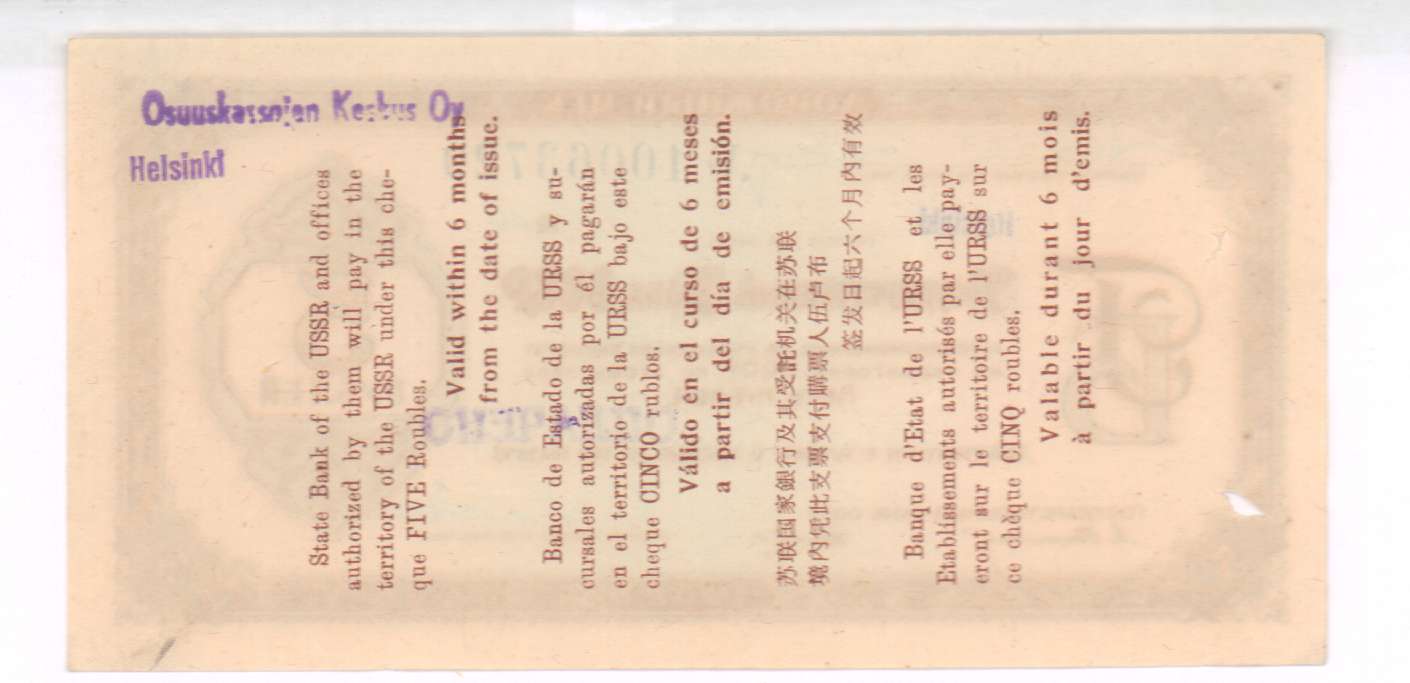 Osuuskassojen Keskus Oy
Helsinki
State Bank of the USSR and offices
authorized by them will pay in the
territory of the USSR under this che-
que FIVE Roubles.
Valid within 6 months
from the date of issue.
Banco de Estado de la URSS y su-
cursales autorizadas por él pagarán
en el territorio de la URSS bajo este
cheque CINCO rublos.
Válido en el curso de 6 meses
a partir del día de emisión.
苏联国家銀行及其受託机关在苏联
境內凭此支票支付購票人伍卢布
签发日起六个月內有效
Banque d'Etat de l'URSS et les
Etablissements autorisés par elle pay-
eront sur le territoire de l'URSS sur
ce chèque CINQ roubles.
Valable durant 6 mois
à partir du jour d'emis.